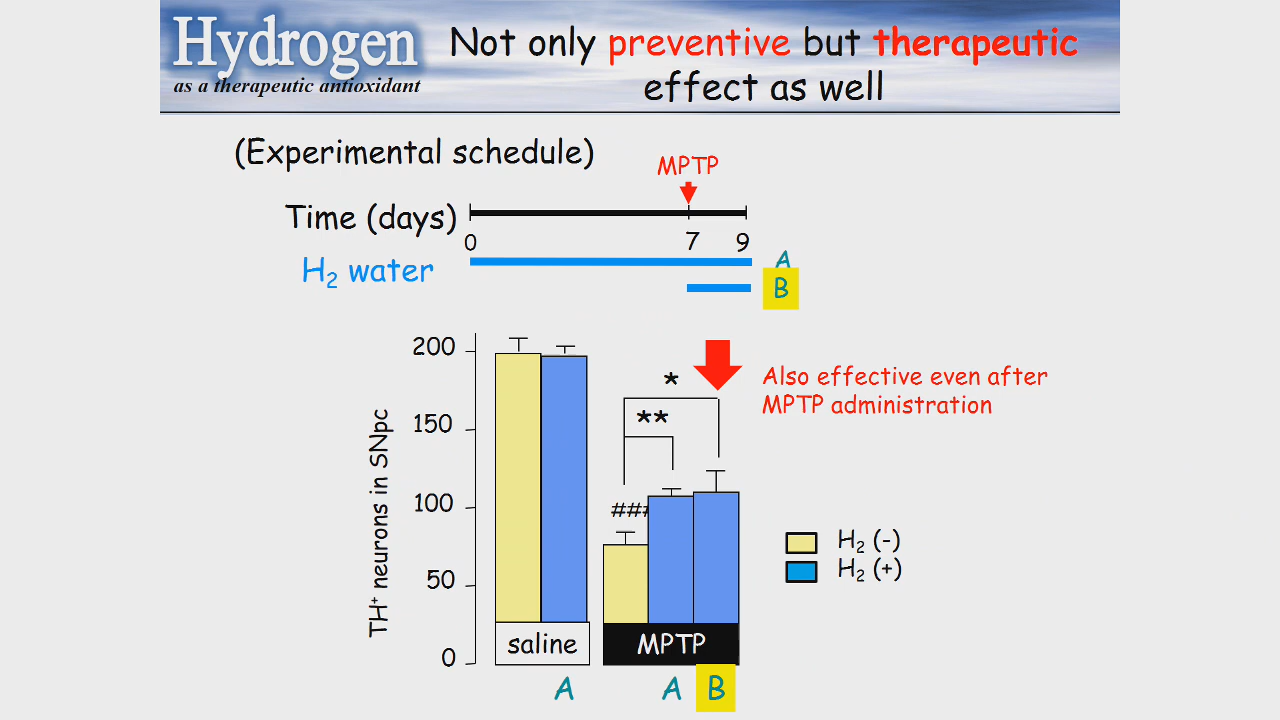 Hydrogen
as a therapeutic antioxidant
Not only preventive but therapeutic
effect as well
(Experimental schedule)
MPTP
Time (days)
0 7 9
H₂ water
A
B
200
150
100
50
0
TH⁺ neurons in SNpc
*
**
###
Also effective even after
MPTP administration
H₂ (-)
H₂ (+)
saline
MPTP
A A B